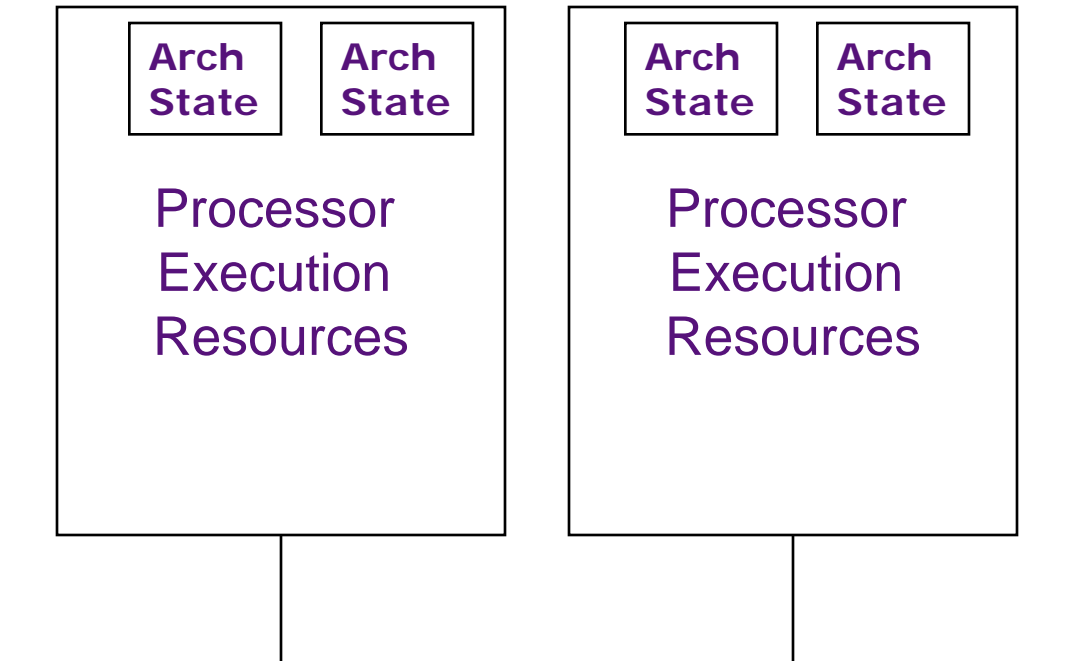 Arch
State
Arch
State
Processor
Execution
Resources
Arch
State
Arch
State
Processor
Execution
Resources